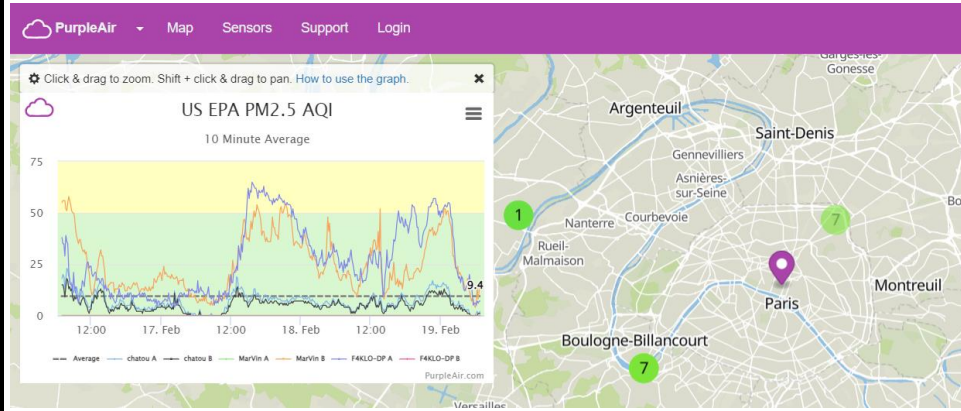 PurpleAir Map Sensors Support Login
Click & drag to zoom. Shift + click & drag to pan. How to use the graph.
US EPA PM2.5 AQI
10 Minute Average
75
50
25
0
9.4
12:00 17. Feb 12:00 18. Feb 12:00 19. Feb
Average chatou A chatou B MarVin A MarVin B F4KLO-DP A F4KLO-DP B
PurpleAir.com
Gonesse
Argenteuil
Saint-Denis
Gennevilliers
Asnières-
sur-Seine
1
Nanterre
Courbevoie
7
Rueil-
Malmaison
Montreuil
Paris
Boulogne-Billancourt
7
Versailles